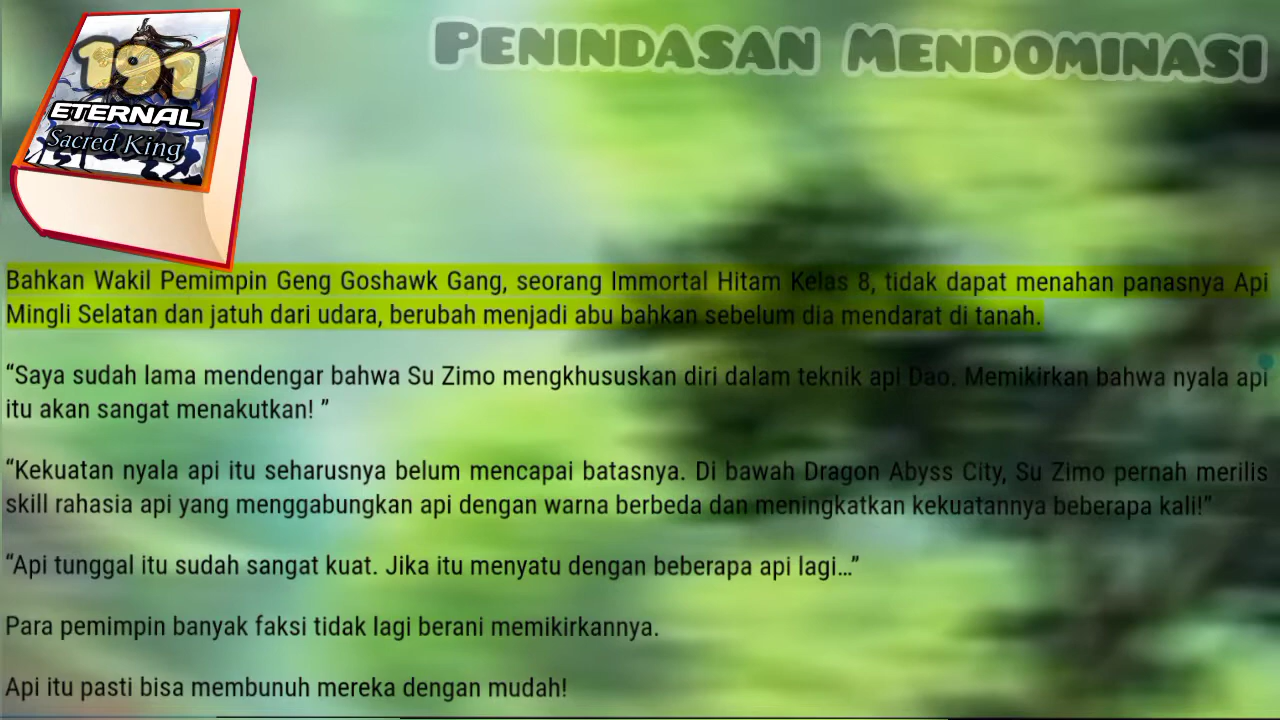 PENINDASAN MENDOMINASI
191
ETERNAL
Sacred King
Bahkan Wakil Pemimpin Geng Goshawk Gang, seorang Immortal Hitam Kelas 8, tidak dapat menahan panasnya Api
Mingli Selatan dan jatuh dari udara, berubah menjadi abu bahkan sebelum dia mendarat di tanah.
“Saya sudah lama mendengar bahwa Su Zimo mengkhususkan diri dalam teknik api Dao. Memikirkan bahwa nyala api
itu akan sangat menakutkan! ”
“Kekuatan nyala api itu seharusnya belum mencapai batasnya. Di bawah Dragon Abyss City, Su Zimo pernah merilis
skill rahasia api yang menggabungkan api dengan warna berbeda dan meningkatkan kekuatannya beberapa kali!”
“Api tunggal itu sudah sangat kuat. Jika itu menyatu dengan beberapa api lagi…”
Para pemimpin banyak faksi tidak lagi berani memikirkannya.
Api itu pasti bisa membunuh mereka dengan mudah!